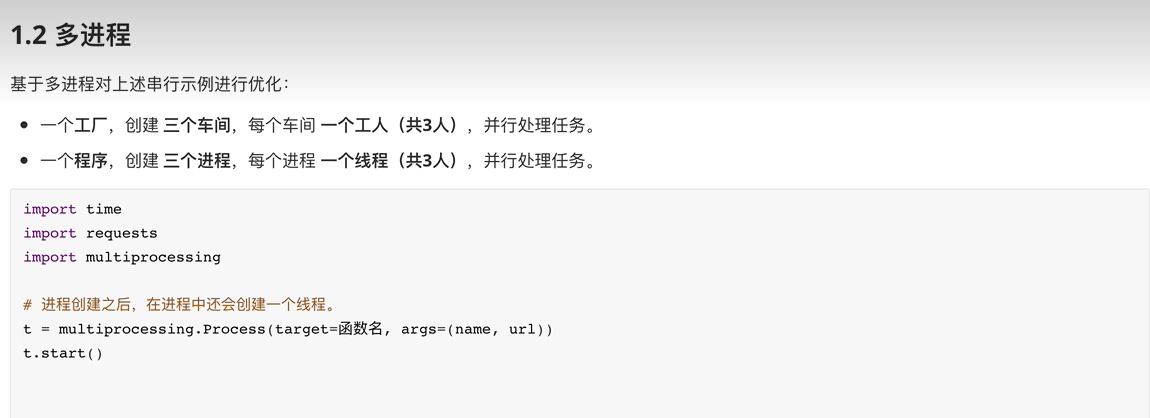 1.2 多进程
基于多进程对上述串行示例进行优化：
一个工厂，创建 三个车间，每个车间 一个工人（共3人），并行处理任务。
一个程序，创建 三个进程，每个进程 一个线程（共3人），并行处理任务。
import time
import requests
import multiprocessing
# 进程创建之后，在进程中还会创建一个线程。
t = multiprocessing.Process(target=函数名, args=(name, url))
t.start()